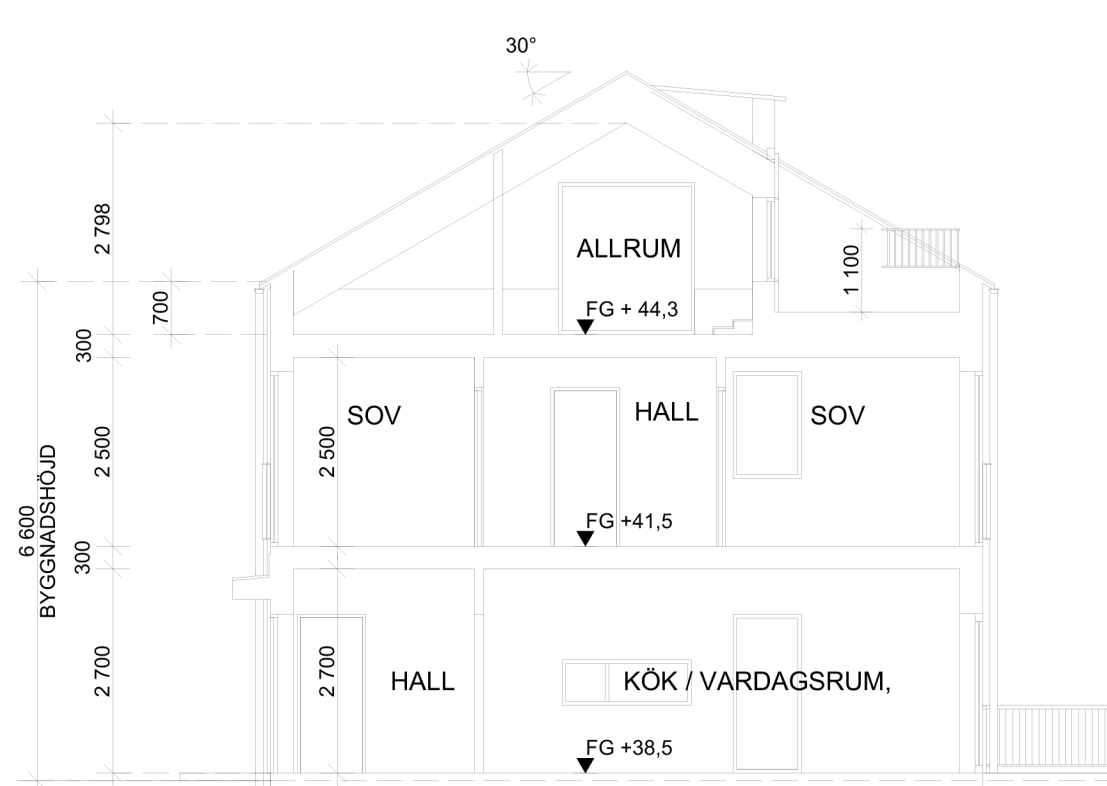 30°
2 798
ALLRUM
1 100
700
FG + 44,3
300
SOV
HALL
SOV
2 500
2 500
6 600
BYGGNADSHÖJD
FG +41,5
300
2 700
2 700
HALL
KÖK / VARDAGSRUM,
FG +38,5